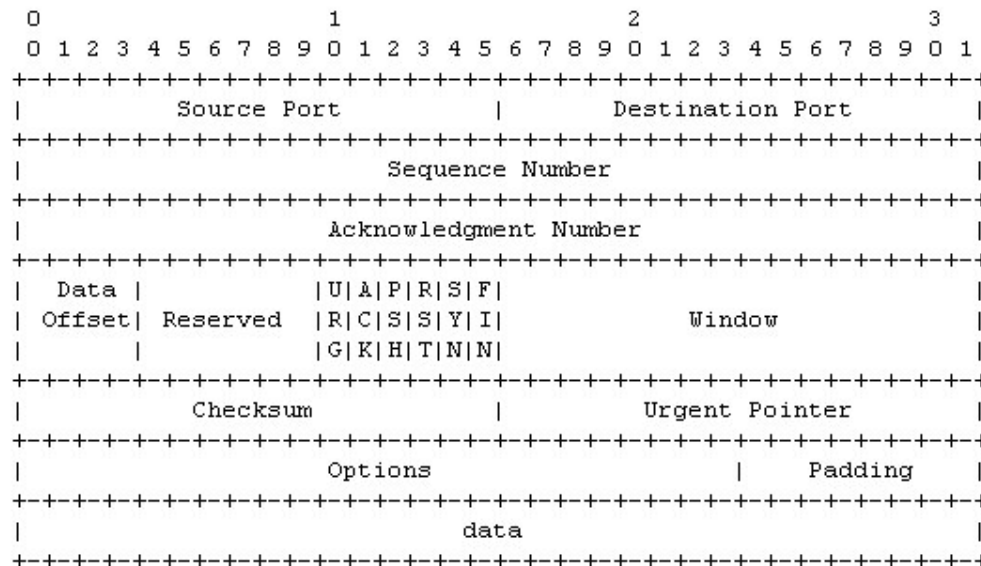 0                   1                   2                   3
0 1 2 3 4 5 6 7 8 9 0 1 2 3 4 5 6 7 8 9 0 1 2 3 4 5 6 7 8 9 0 1
+-+-+-+-+-+-+-+-+-+-+-+-+-+-+-+-+-+-+-+-+-+-+-+-+-+-+-+-+-+-+-+-+
|          Source Port          |       Destination Port        |
+-+-+-+-+-+-+-+-+-+-+-+-+-+-+-+-+-+-+-+-+-+-+-+-+-+-+-+-+-+-+-+-+
|                        Sequence Number                        |
+-+-+-+-+-+-+-+-+-+-+-+-+-+-+-+-+-+-+-+-+-+-+-+-+-+-+-+-+-+-+-+-+
|                    Acknowledgment Number                      |
+-+-+-+-+-+-+-+-+-+-+-+-+-+-+-+-+-+-+-+-+-+-+-+-+-+-+-+-+-+-+-+-+
|  Data |           |U|A|P|R|S|F|                               |
| Offset| Reserved  |R|C|S|S|Y|I|            Window             |
|       |           |G|K|H|T|N|N|                               |
+-+-+-+-+-+-+-+-+-+-+-+-+-+-+-+-+-+-+-+-+-+-+-+-+-+-+-+-+-+-+-+-+
|           Checksum            |         Urgent Pointer        |
+-+-+-+-+-+-+-+-+-+-+-+-+-+-+-+-+-+-+-+-+-+-+-+-+-+-+-+-+-+-+-+-+
|                    Options                    |    Padding    |
+-+-+-+-+-+-+-+-+-+-+-+-+-+-+-+-+-+-+-+-+-+-+-+-+-+-+-+-+-+-+-+-+
|                             data                              |
+-+-+-+-+-+-+-+-+-+-+-+-+-+-+-+-+-+-+-+-+-+-+-+-+-+-+-+-+-+-+-+-+